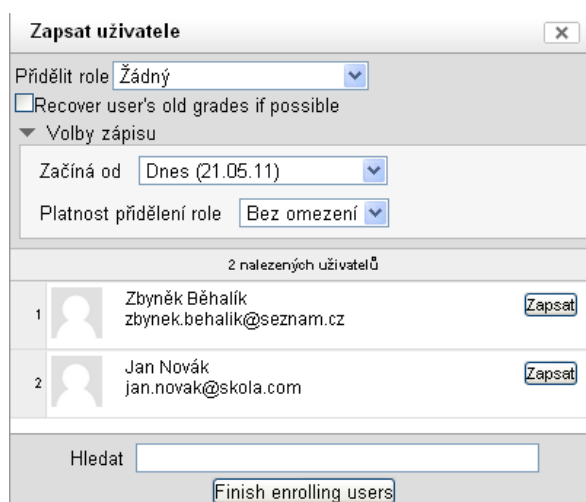 Zapsat uživatele
Přidělit role Žádný
Recover user's old grades if possible
Volby zápisu
Začíná od Dnes (21.05.11)
Platnost přidělení role Bez omezení
2 nalezených uživatelů
1 Zbyněk Běhalík Zapsat
zbynek.behalik@seznam.cz
2 Jan Novák Zapsat
jan.novak@skola.com
Hledat
Finish enrolling users